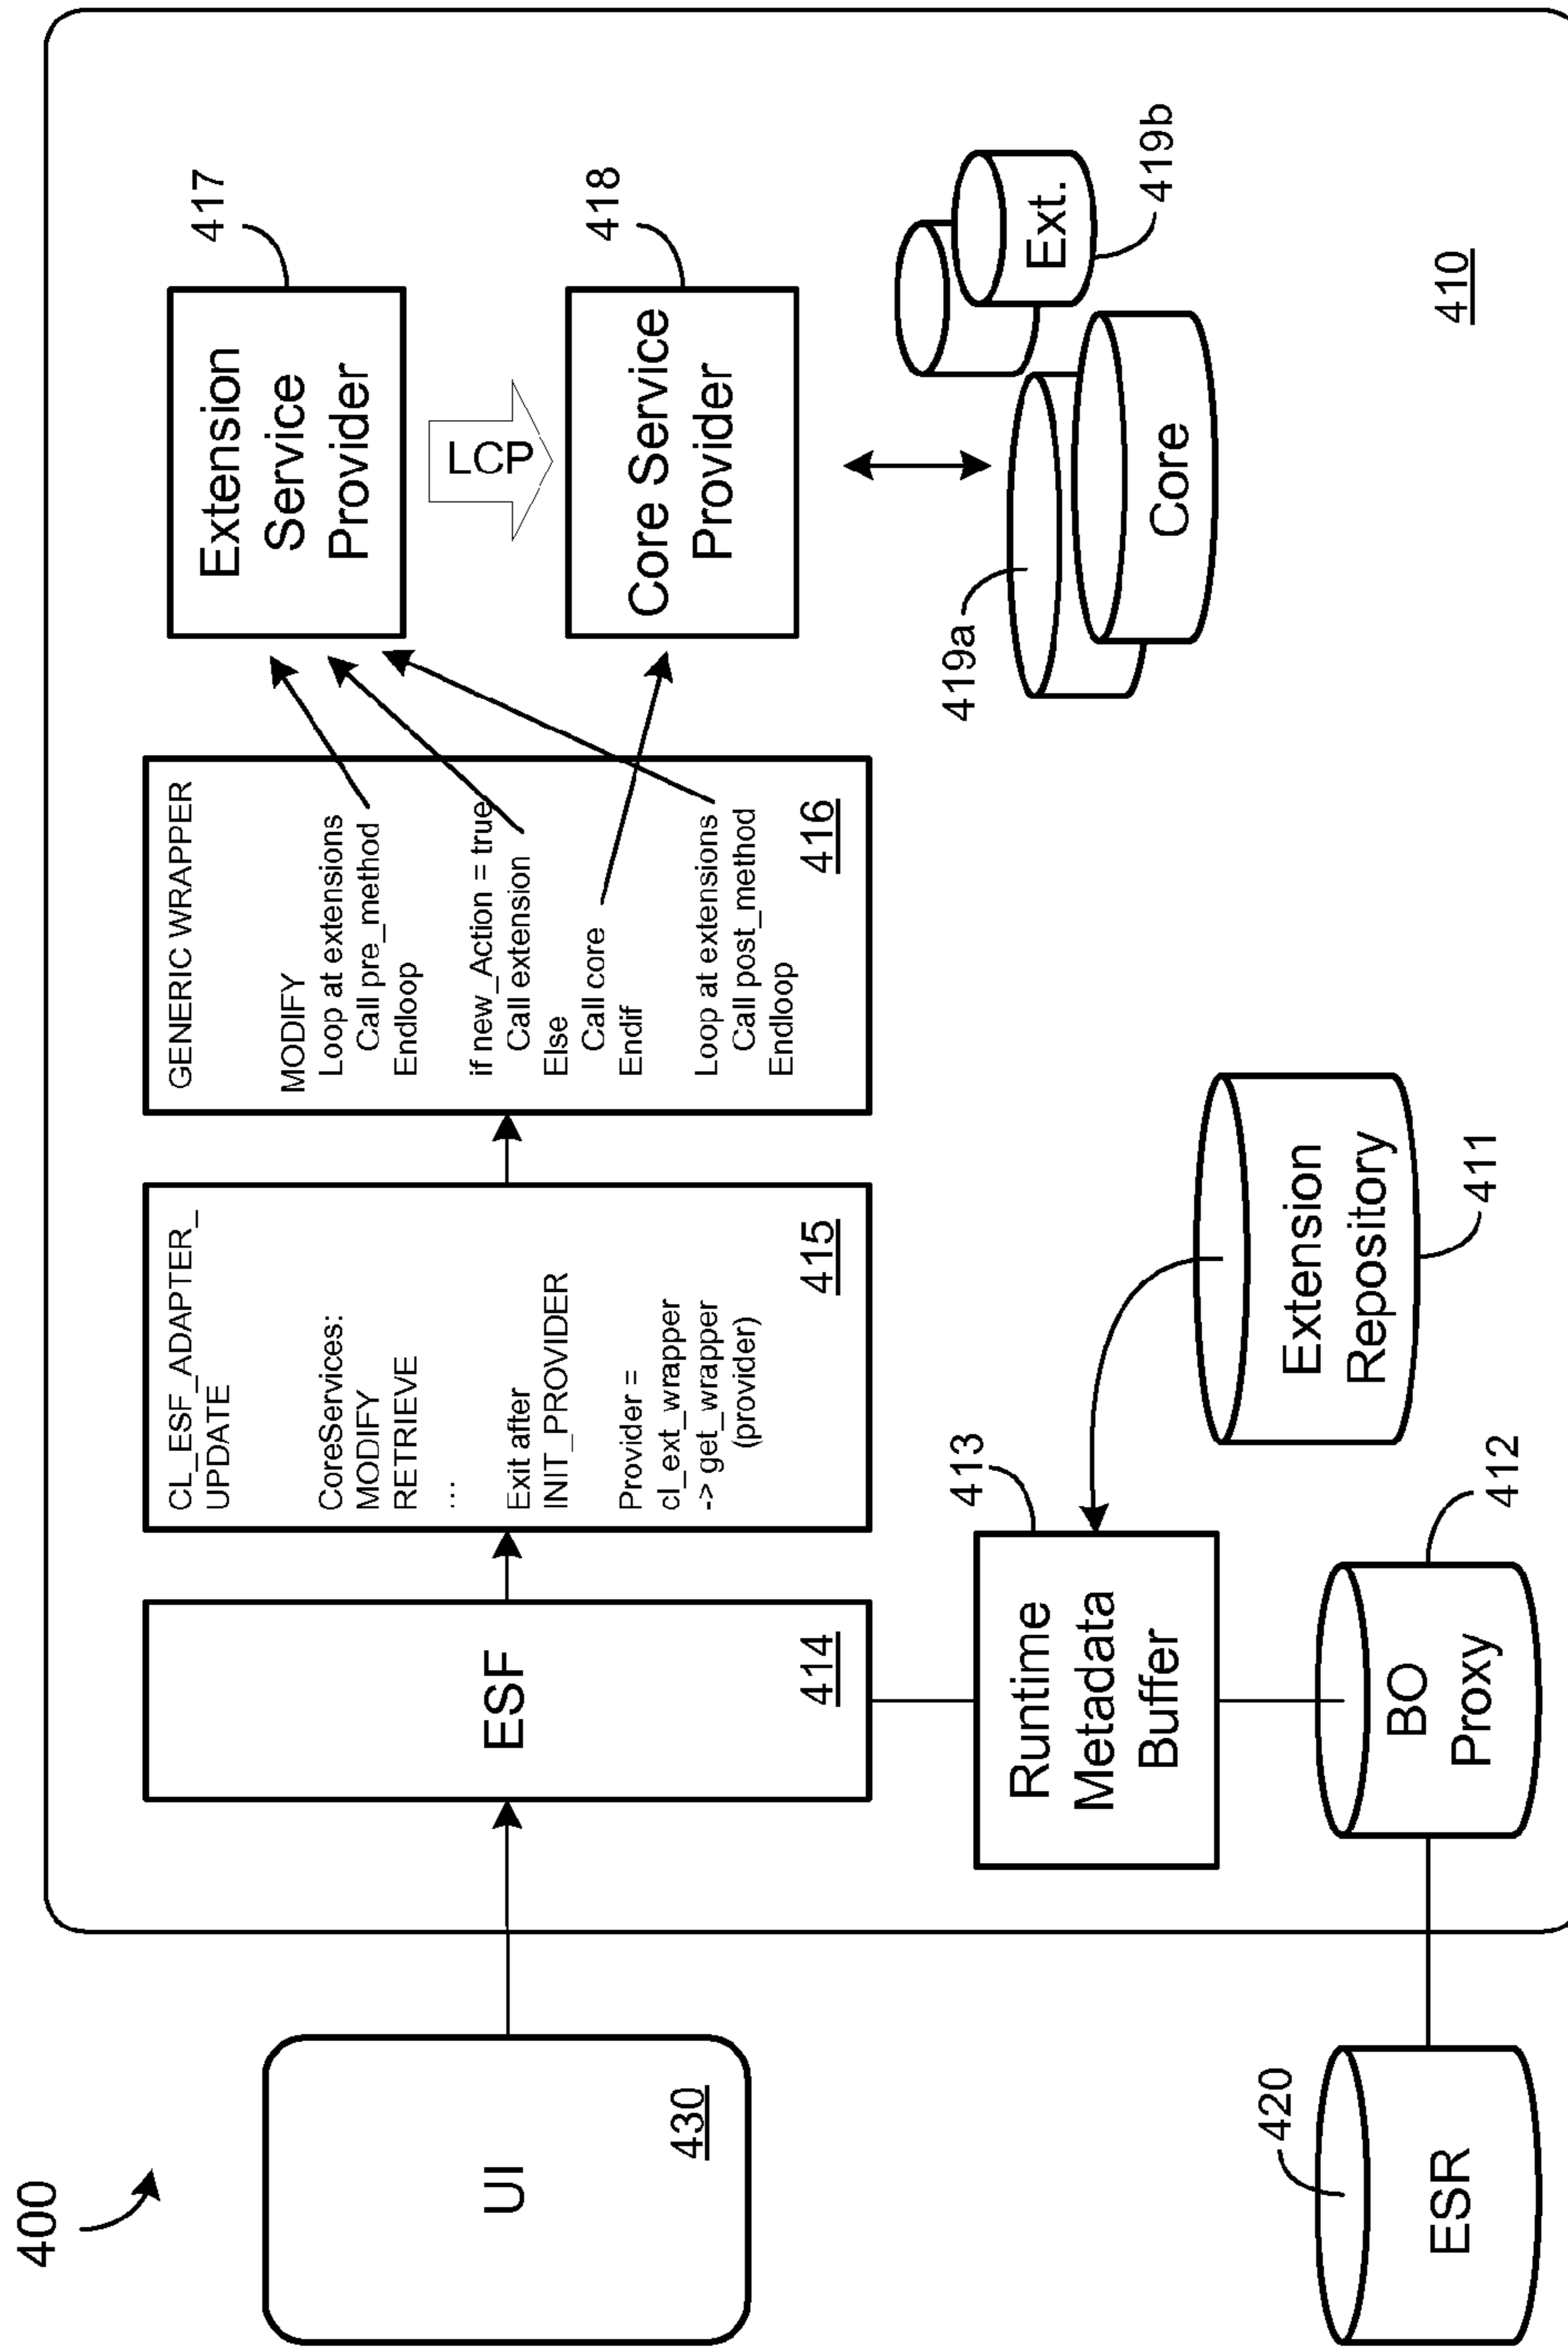 400
UI
430
ESR
420
ESF
414
Runtime
Metadata
Buffer
413
BO
Proxy
412
Extension
Repository
411
CL_ESF_ADAPTER_
UPDATE
CoreServices:
MODIFY
RETRIEVE
...
Exit after
INIT_PROVIDER
Provider =
cl_ext_wrapper
-> get_wrapper
(provider)
415
GENERIC WRAPPER
MODIFY
Loop at extensions
Call pre_method
Endloop
if new_Action = true
Call extension
Else
Call core
Endif
Loop at extensions
Call post_method
Endloop
416
Extension
Service
Provider
417
LCP
Core Service
Provider
418
419a
Core
Ext.
419b
410